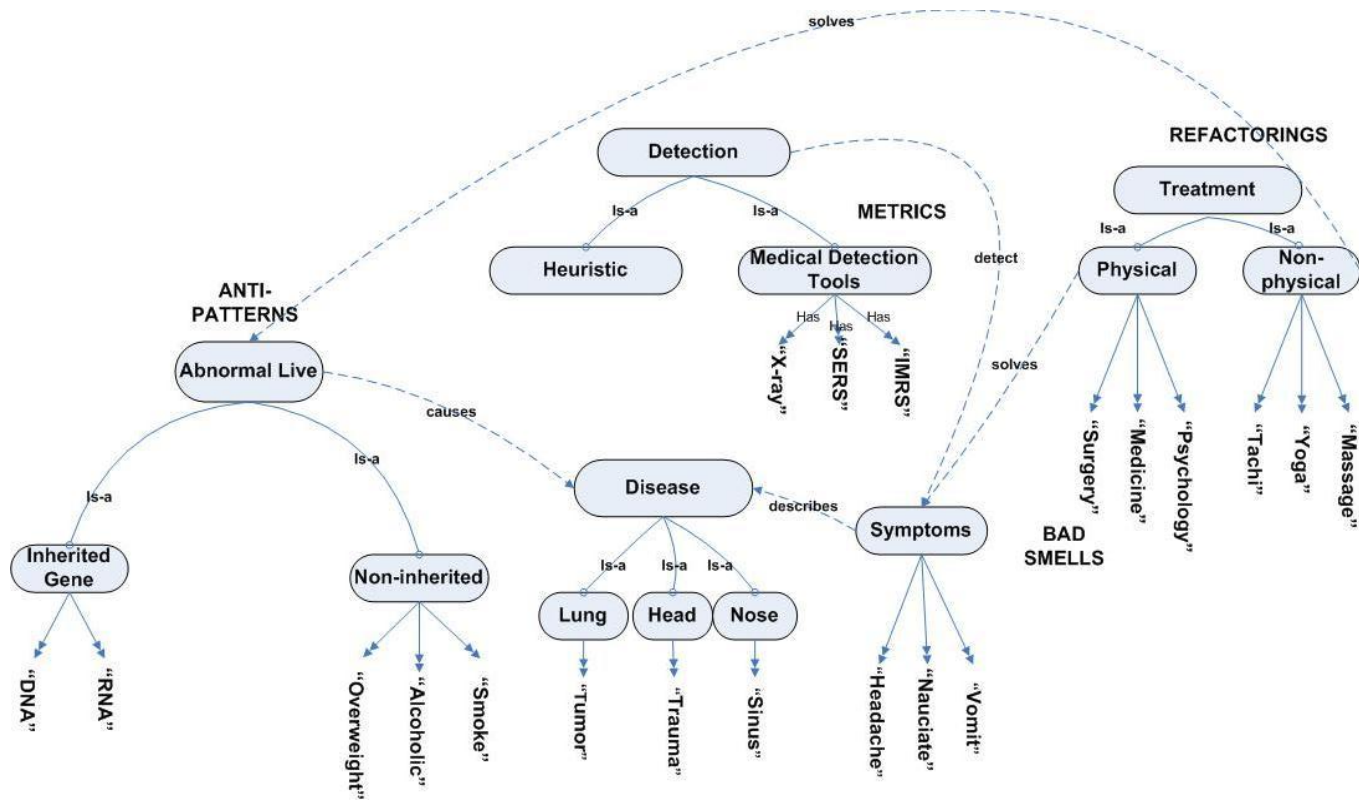 solves
REFACTORINGS
Detection
Treatment
Is-a
Is-a
METRICS
Is-a
Is-a
Heuristic
Medical Detection
Tools
detect
Physical
Non-
physical
ANTI-
PATTERNS
Has
Has
Has
Abnormal Live
“X-ray”
“SERS”
“IMRS”
solves
causes
“Surgery”
“Medicine”
“Psychology”
“Tachi”
“Yoga”
“Massage”
Is-a
Disease
describes
Symptoms
BAD
SMELLS
Is-a
Inherited
Gene
Non-inherited
Is-a
Is-a
Is-a
Lung
Head
Nose
“DNA”
“RNA”
“Overweight”
“Alcoholic”
“Smoke”
“Tumor”
“Trauma”
“Sinus”
“Headache”
“Nauciate”
“Vomit”